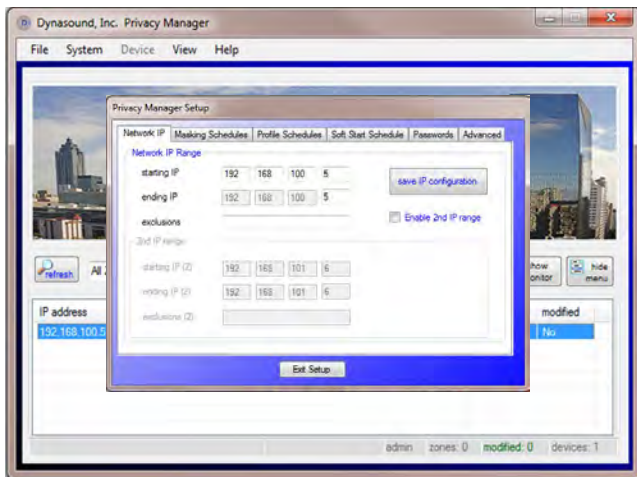 Dynasound, Inc. Privacy Manager
File System Device View Help
Privacy Manager Setup
Network IP Masking Schedules Profile Schedules Soft Start Schedule Passwords Advanced
Network IP Range
starting IP 192 168 100 5
save IP configuration
ending IP 192 168 100 5
exclusions
Enable 2nd IP range
2nd IP range
starting IP (2) 192 168 101 6
ending IP (2) 192 168 101 6
exclusions (2)
refresh All
hide menu
IP address modified
192.168.100.5 No
Exit Setup
admin zones: 0 modified: 0 devices: 1